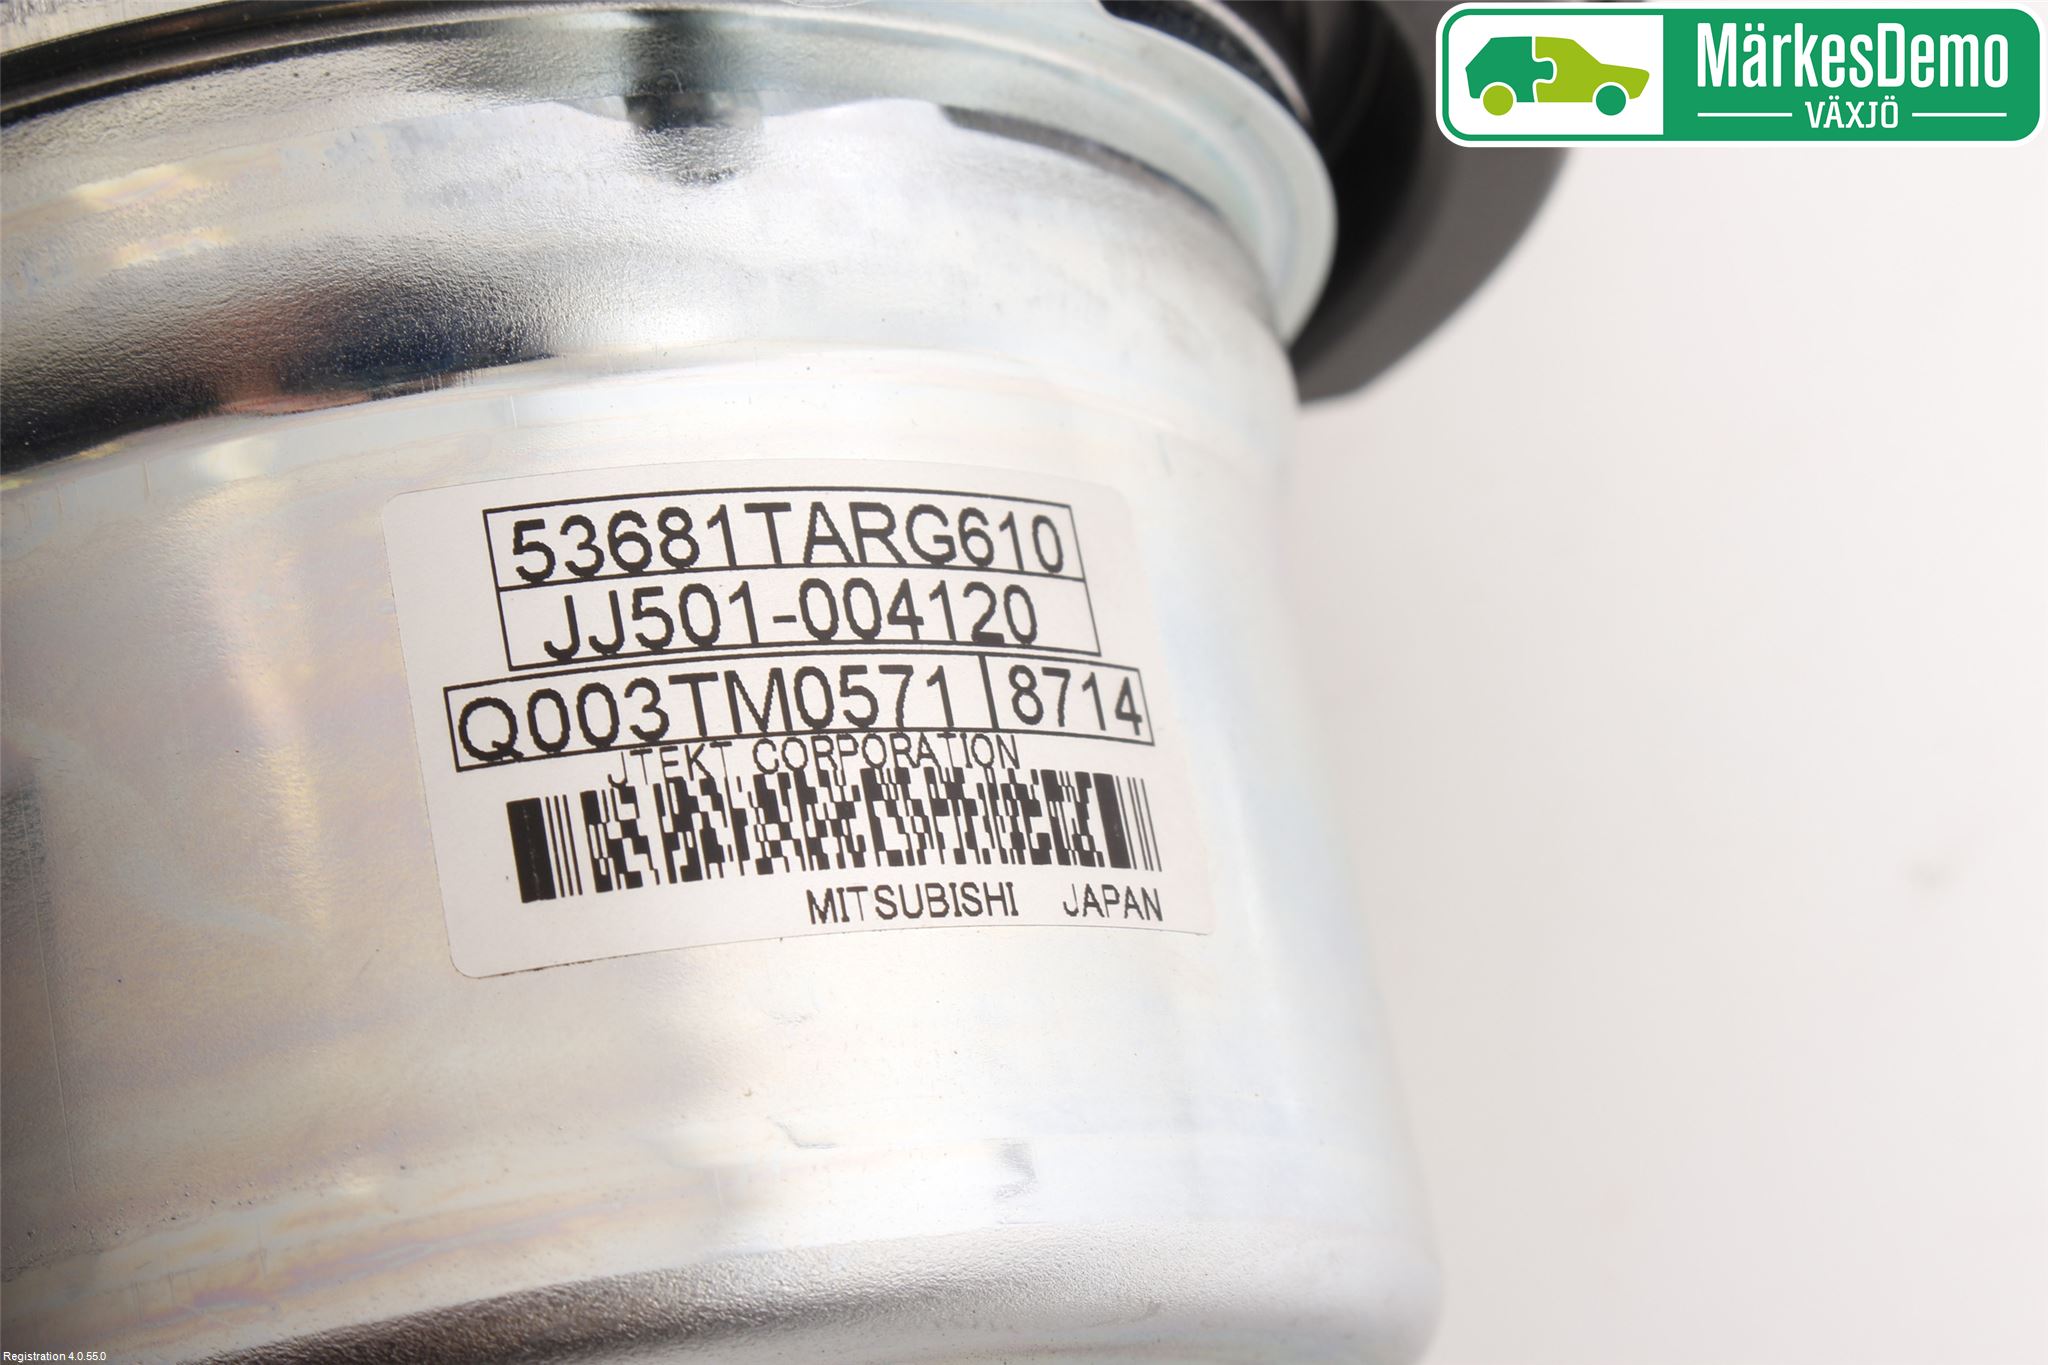 MärkesDemo
VÄXJÖ
53681TARG610
JJ501-004120
Q003TM0571 8714
JTEKT CORPORATION
MITSUBISHI JAPAN
Registration 4.0.55.0